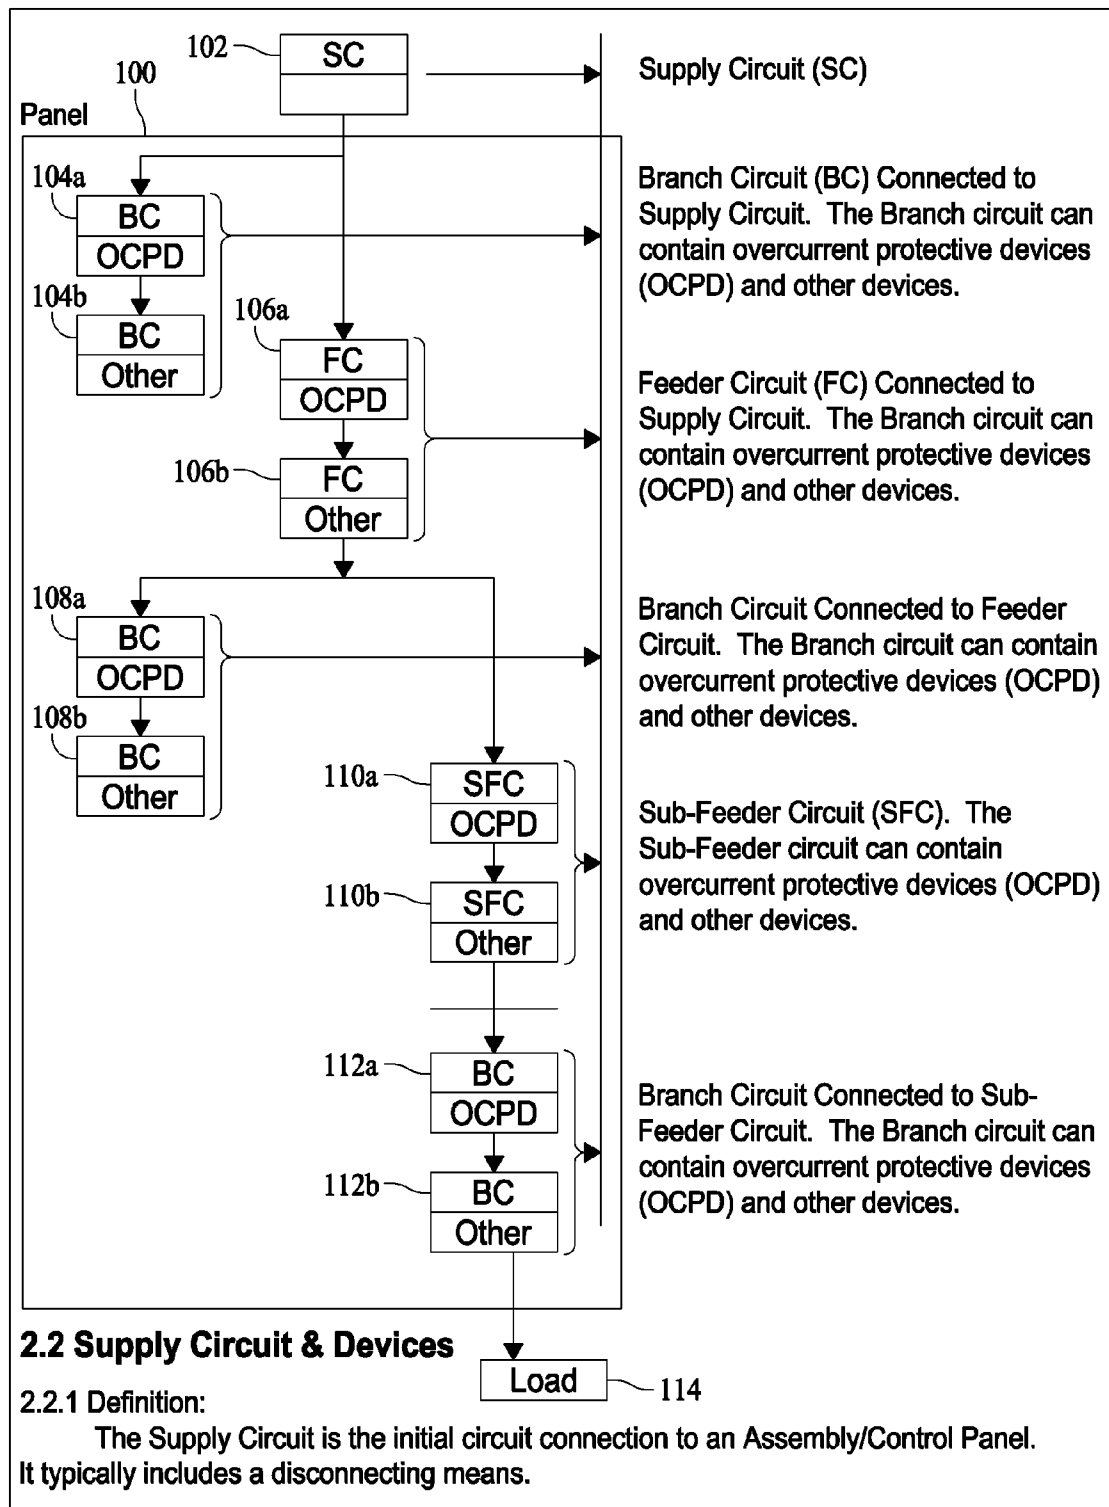 102
SC
Supply Circuit (SC)
100
Panel
104a
BC
OCPD
104b
BC
Other
Branch Circuit (BC) Connected to
Supply Circuit. The Branch circuit can
contain overcurrent protective devices
(OCPD) and other devices.
106a
FC
OCPD
106b
FC
Other
Feeder Circuit (FC) Connected to
Supply Circuit. The Branch circuit can
contain overcurrent protective devices
(OCPD) and other devices.
108a
BC
OCPD
108b
BC
Other
Branch Circuit Connected to Feeder
Circuit. The Branch circuit can contain
overcurrent protective devices (OCPD)
and other devices.
110a
SFC
OCPD
110b
SFC
Other
Sub-Feeder Circuit (SFC). The
Sub-Feeder circuit can contain
overcurrent protective devices (OCPD)
and other devices.
112a
BC
OCPD
112b
BC
Other
Branch Circuit Connected to Sub-
Feeder Circuit. The Branch circuit can
contain overcurrent protective devices
(OCPD) and other devices.
2.2 Supply Circuit & Devices
Load
114
2.2.1 Definition:
The Supply Circuit is the initial circuit connection to an Assembly/Control Panel.
It typically includes a disconnecting means.